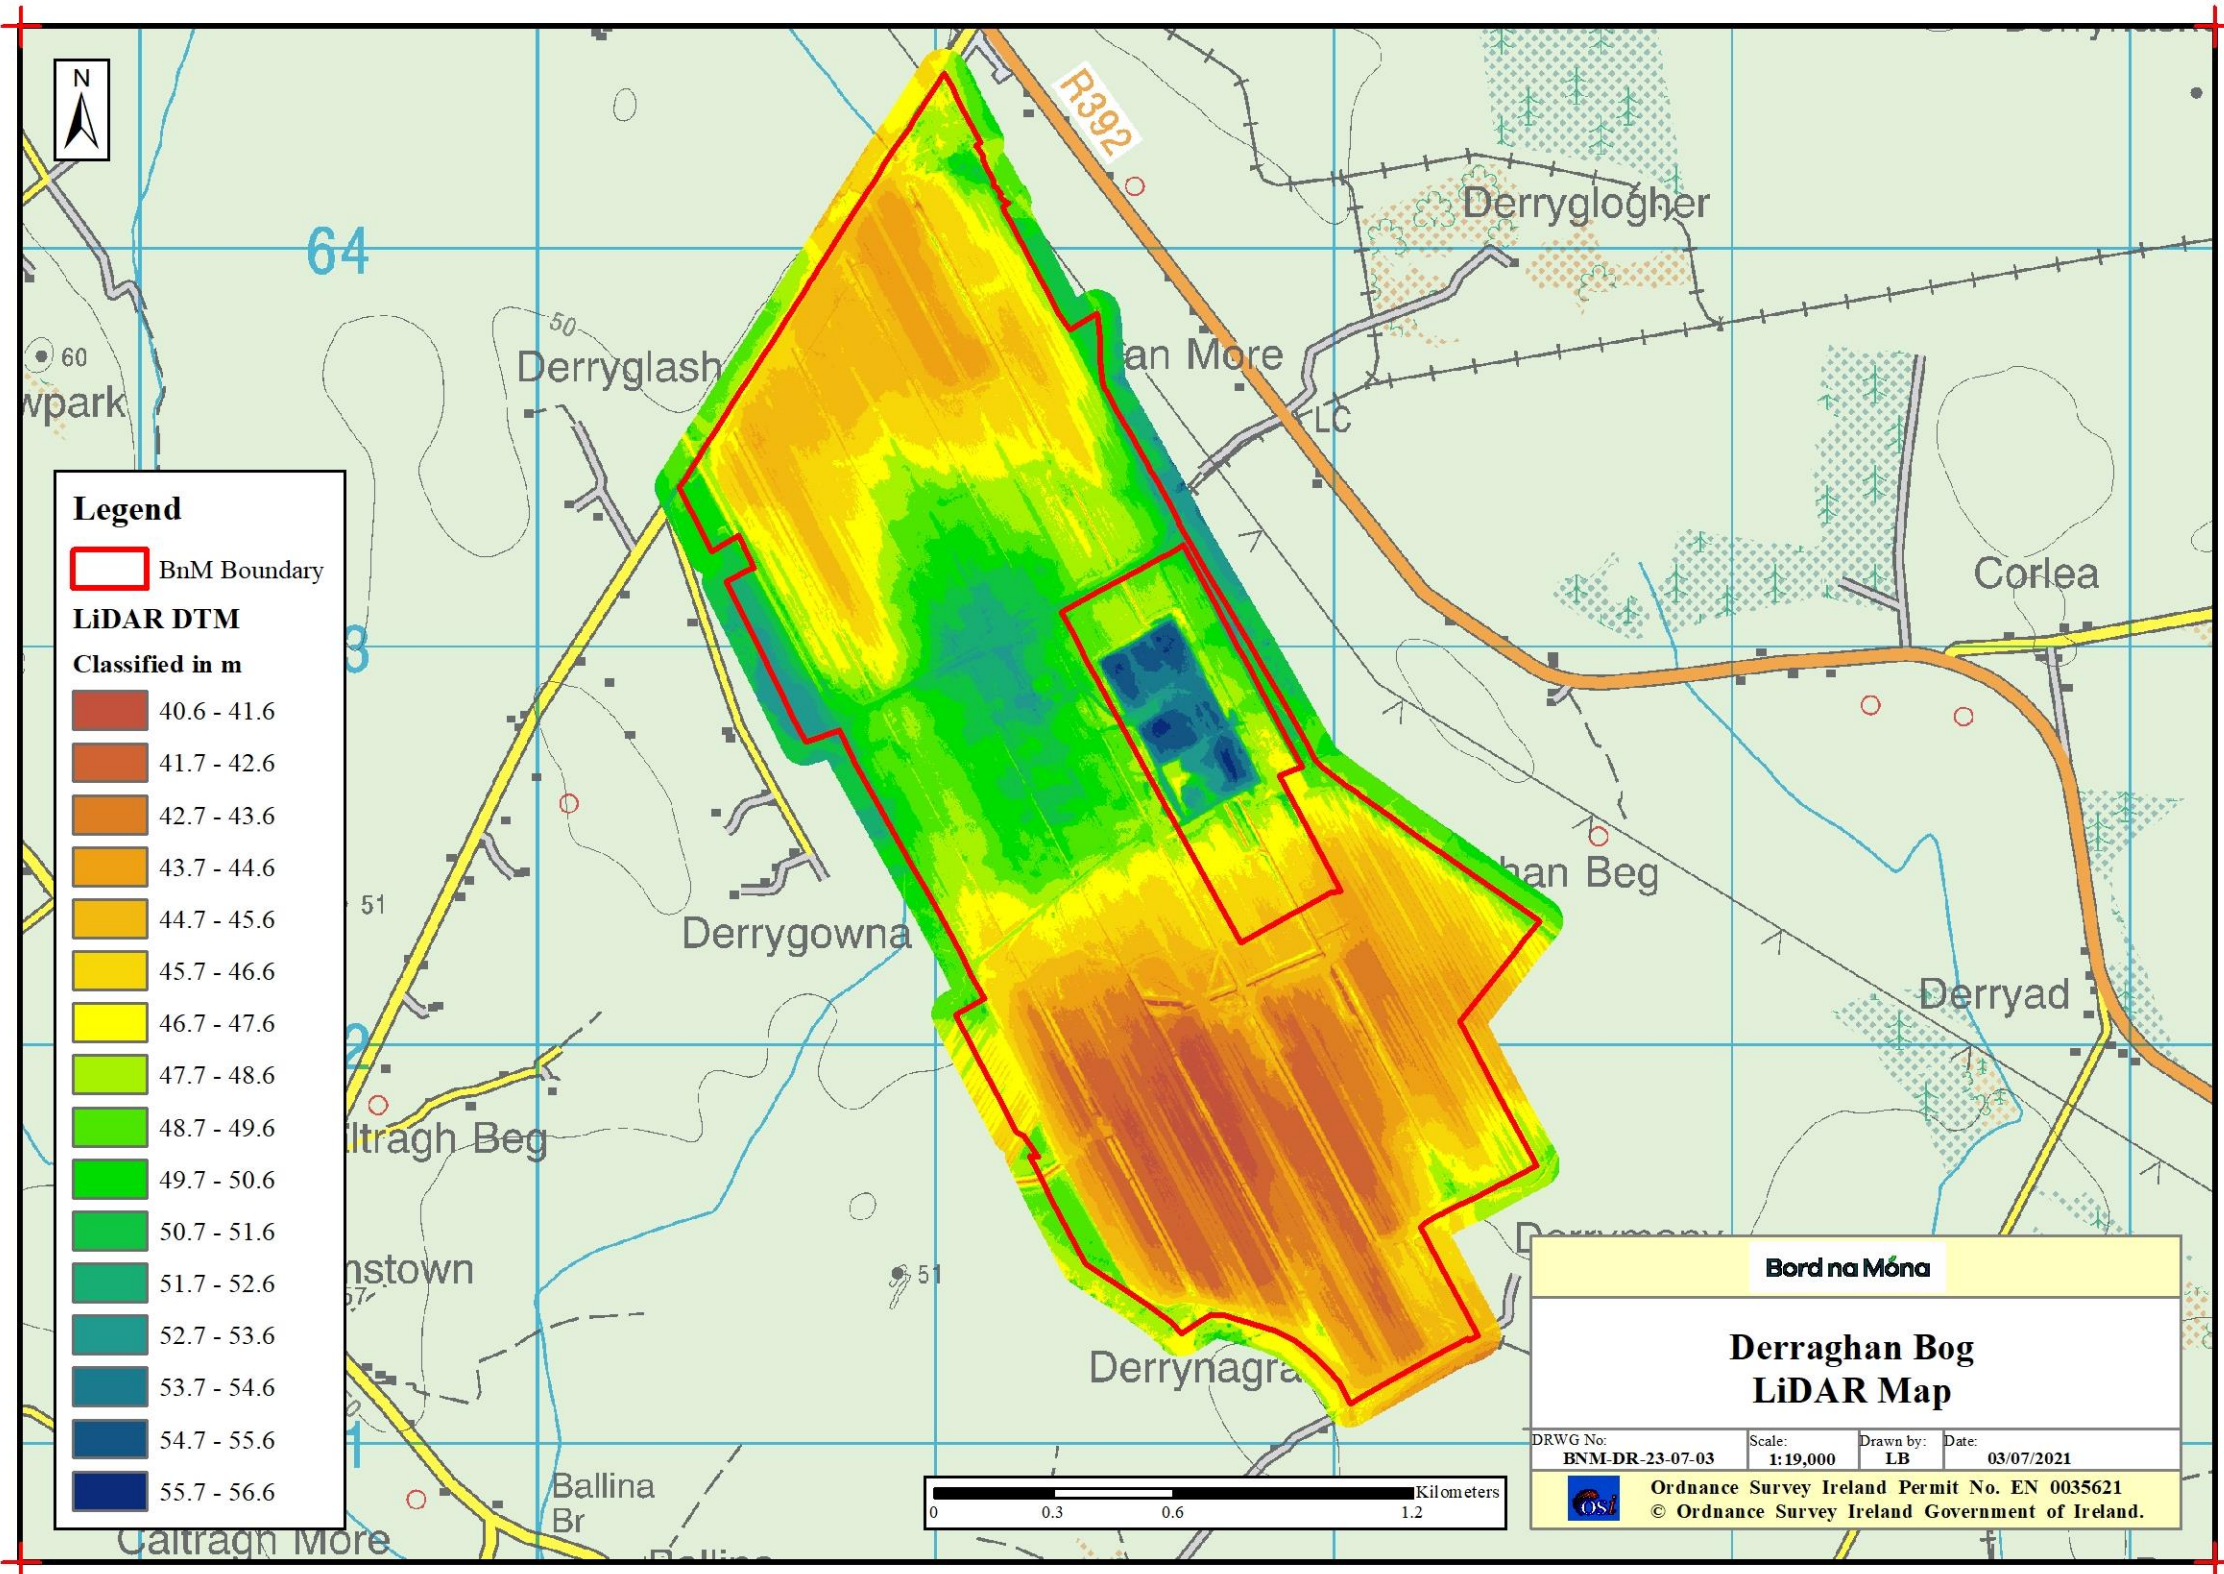 N
R392
Derryglogher
64
50
60
wpark
Derryglash
an More
LC
Corlea
3
51
Derrygowna
han Beg
Derryad
2
ltragh Beg
nstown
57
51
Derrynagra
1
Ballina
Br
Caltragh More
Legend
BnM Boundary
LiDAR DTM
Classified in m
40.6 - 41.6
41.7 - 42.6
42.7 - 43.6
43.7 - 44.6
44.7 - 45.6
45.7 - 46.6
46.7 - 47.6
47.7 - 48.6
48.7 - 49.6
49.7 - 50.6
50.7 - 51.6
51.7 - 52.6
52.7 - 53.6
53.7 - 54.6
54.7 - 55.6
55.7 - 56.6
Kilometers
0 0.3 0.6 1.2
Bord na Móna
Derraghan Bog
LiDAR Map
DRWG No: Scale: Drawn by: Date:
BNM-DR-23-07-03 1:19,000 LB 03/07/2021
osi
Ordnance Survey Ireland Permit No. EN 0035621
© Ordnance Survey Ireland Government of Ireland.